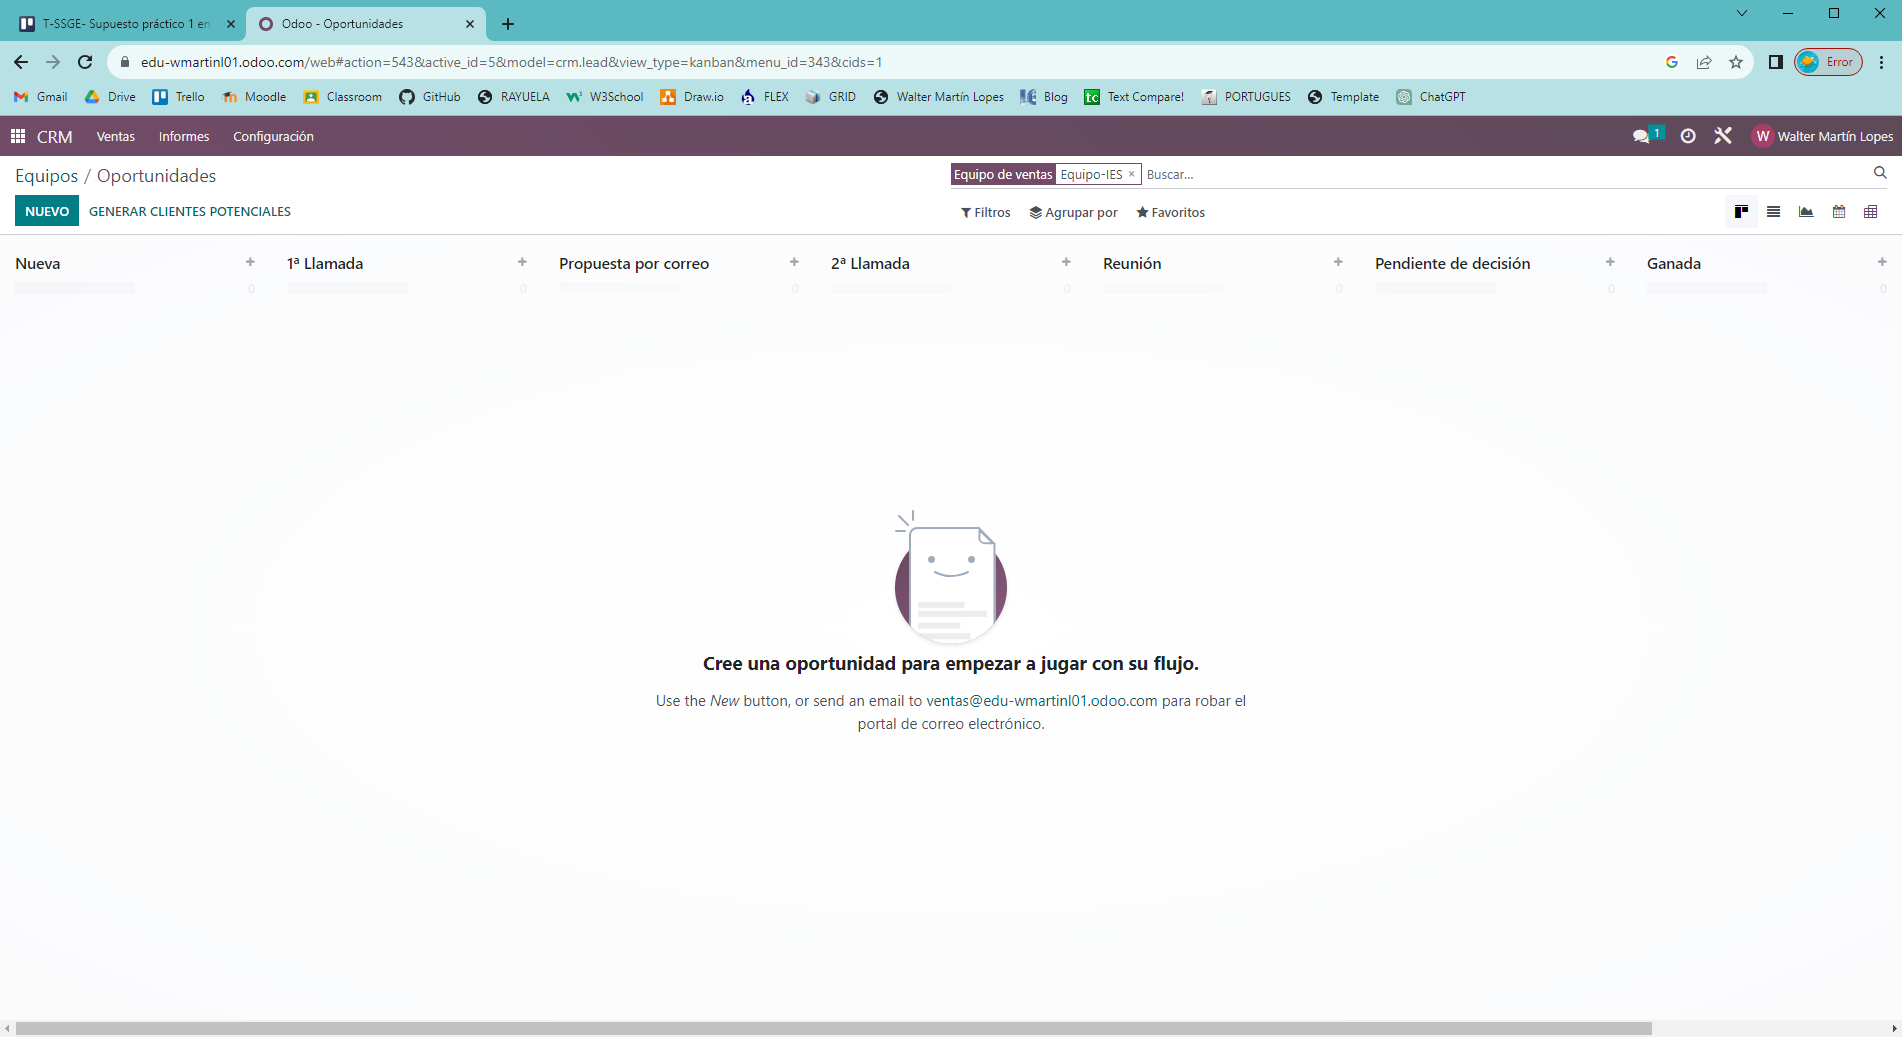 T-SSGE- Supuesto práctico 1 en
Odoo - Oportunidades
edu-wmartinl01.odoo.com/web#action=543&active_id=5&model=crm.lead&view_type=kanban&menu_id=343&cids=1
Error
Gmail Drive Trello Moodle Classroom GitHub RAYUELA W3School Draw.io FLEX GRID Walter Martín Lopes Blog Text Compare! PORTUGUES Template ChatGPT
CRM Ventas Informes Configuración 1 W Walter Martín Lopes
Equipos / Oportunidades
Equipo de ventas Equipo-IES × Buscar...
NUEVO GENERAR CLIENTES POTENCIALES
Filtros Agrupar por Favoritos
Nueva + 1ª Llamada + Propuesta por correo + 2ª Llamada + Reunión + Pendiente de decisión + Ganada +
0 0 0 0 0 0 0
Cree una oportunidad para empezar a jugar con su flujo.
Use the New button, or send an email to ventas@edu-wmartinl01.odoo.com para robar el
portal de correo electrónico.